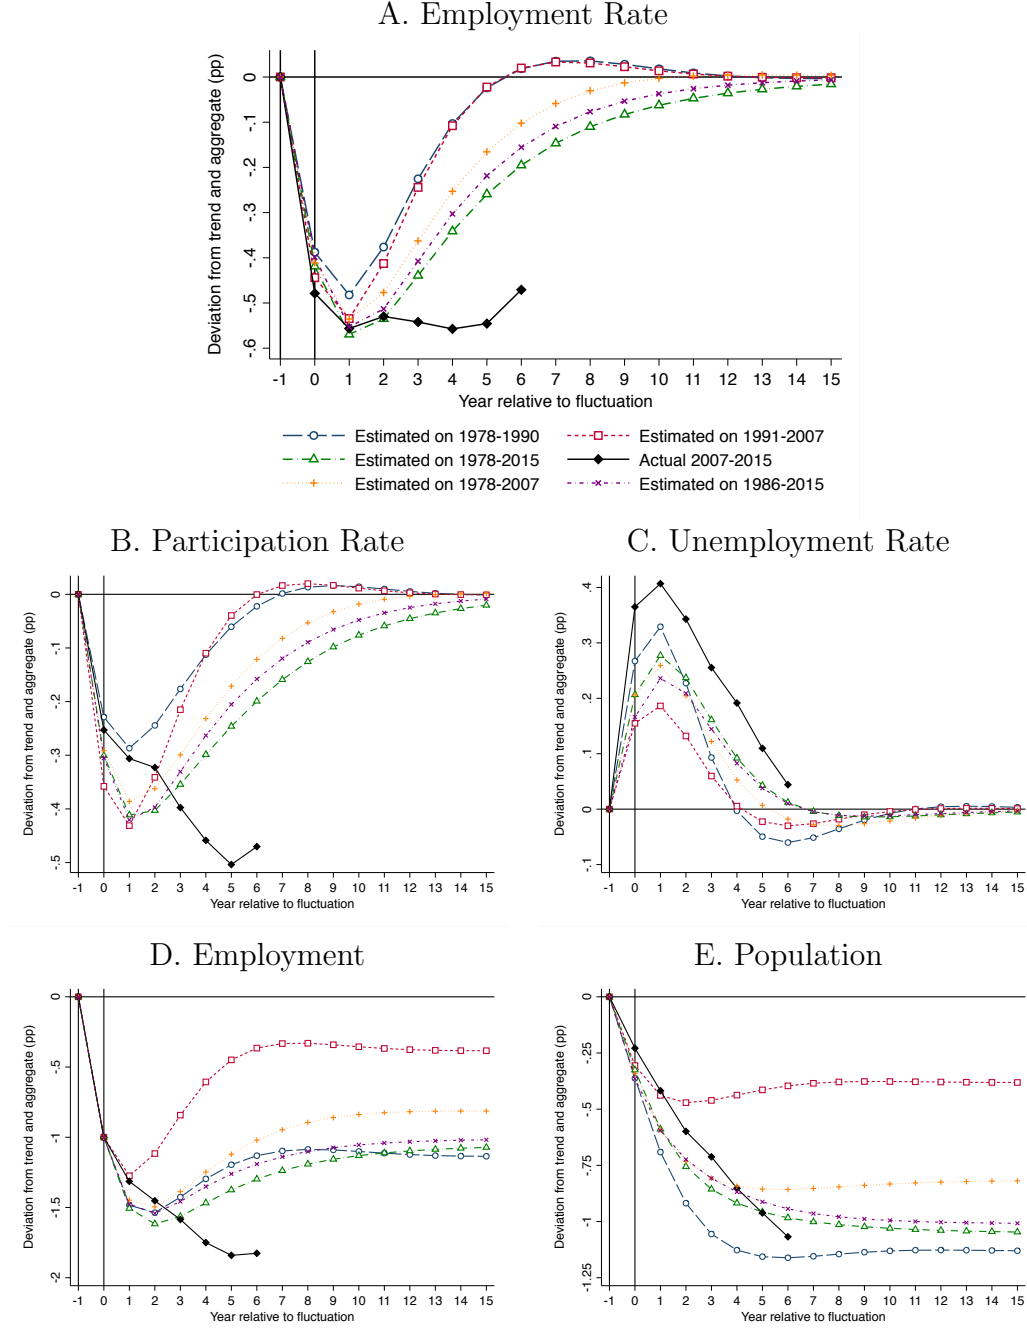 A. Employment Rate
Deviation from trend and aggregate (pp)
0
-.1
-.2
-.3
-.4
-.5
-.6
-1 0 1 2 3 4 5 6 7 8 9 10 11 12 13 14 15
Year relative to fluctuation
Estimated on 1978-1990 Estimated on 1991-2007
Estimated on 1978-2015 Actual 2007-2015
Estimated on 1978-2007 Estimated on 1986-2015
B. Participation Rate
Deviation from trend and aggregate (pp)
0
-.1
-.2
-.3
-.4
-.5
-1 0 1 2 3 4 5 6 7 8 9 10 11 12 13 14 15
Year relative to fluctuation
C. Unemployment Rate
Deviation from trend and aggregate (pp)
.4
.3
.2
.1
0
-.1
-1 0 1 2 3 4 5 6 7 8 9 10 11 12 13 14 15
Year relative to fluctuation
D. Employment
Deviation from trend and aggregate (pp)
0
-.5
-1
-1.5
-2
-1 0 1 2 3 4 5 6 7 8 9 10 11 12 13 14 15
Year relative to fluctuation
E. Population
Deviation from trend and aggregate (pp)
0
-.25
-.5
-.75
-1
-1.25
-1 0 1 2 3 4 5 6 7 8 9 10 11 12 13 14 15
Year relative to fluctuation